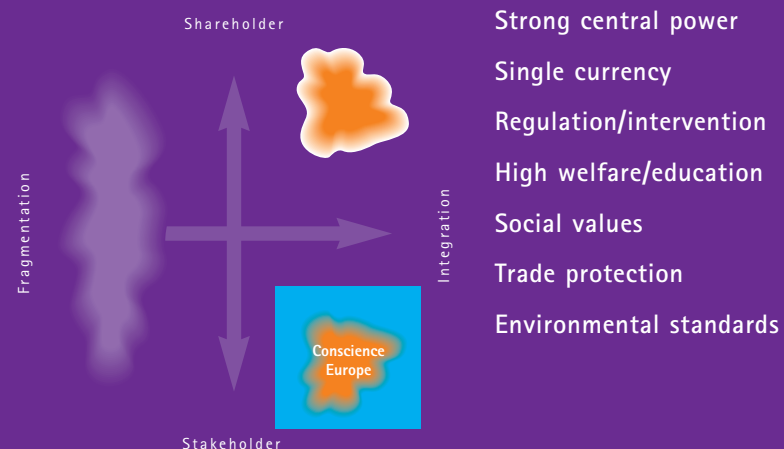 Shareholder
Fragmentation
Integration
Conscience
Europe
Stakeholder
Strong central power
Single currency
Regulation/intervention
High welfare/education
Social values
Trade protection
Environmental standards